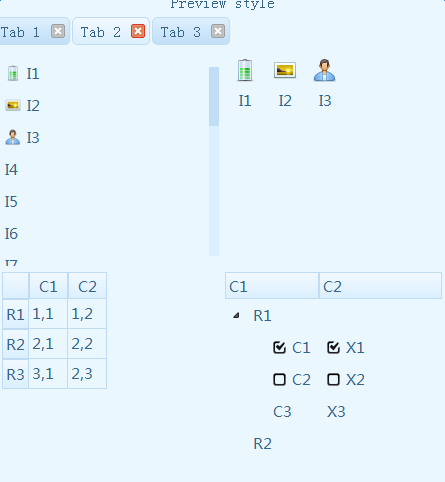 Preview style
Tab 1 Tab 2 Tab 3
I1
I2
I3
I4
I5
I6
I7
I1 I2 I3
C1 C2
R1 1,1 1,2
R2 2,1 2,2
R3 3,1 2,3
C1 C2
R1
C1 X1
C2 X2
C3 X3
R2